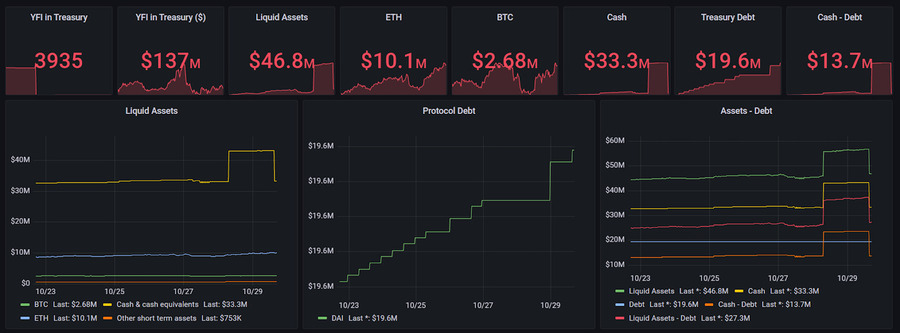 YFI in Treasury
YFI in Treasury ($)
Liquid Assets
ETH
BTC
Cash
Treasury Debt
Cash - Debt
3935
$137M
$46.8M
$10.1M
$2.68M
$33.3M
$19.6M
$13.7M
Liquid Assets
$40M
$30M
$20M
$10M
$0
10/23
10/25
10/27
10/29
BTC Last: $2.68M
Cash & cash equivalents Last: $33.3M
ETH Last: $10.1M
Other short term assets Last: $753K
Protocol Debt
$19.6M
$19.6M
$19.6M
$19.6M
$19.6M
10/23
10/25
10/27
10/29
DAI Last *: $19.6M
Assets - Debt
$60M
$50M
$40M
$30M
$20M
$10M
10/23
10/25
10/27
10/29
Liquid Assets Last *: $46.8M
Cash Last *: $33.3M
Debt Last *: $19.6M
Cash - Debt Last *: $13.7M
Liquid Assets - Debt Last *: $27.3M